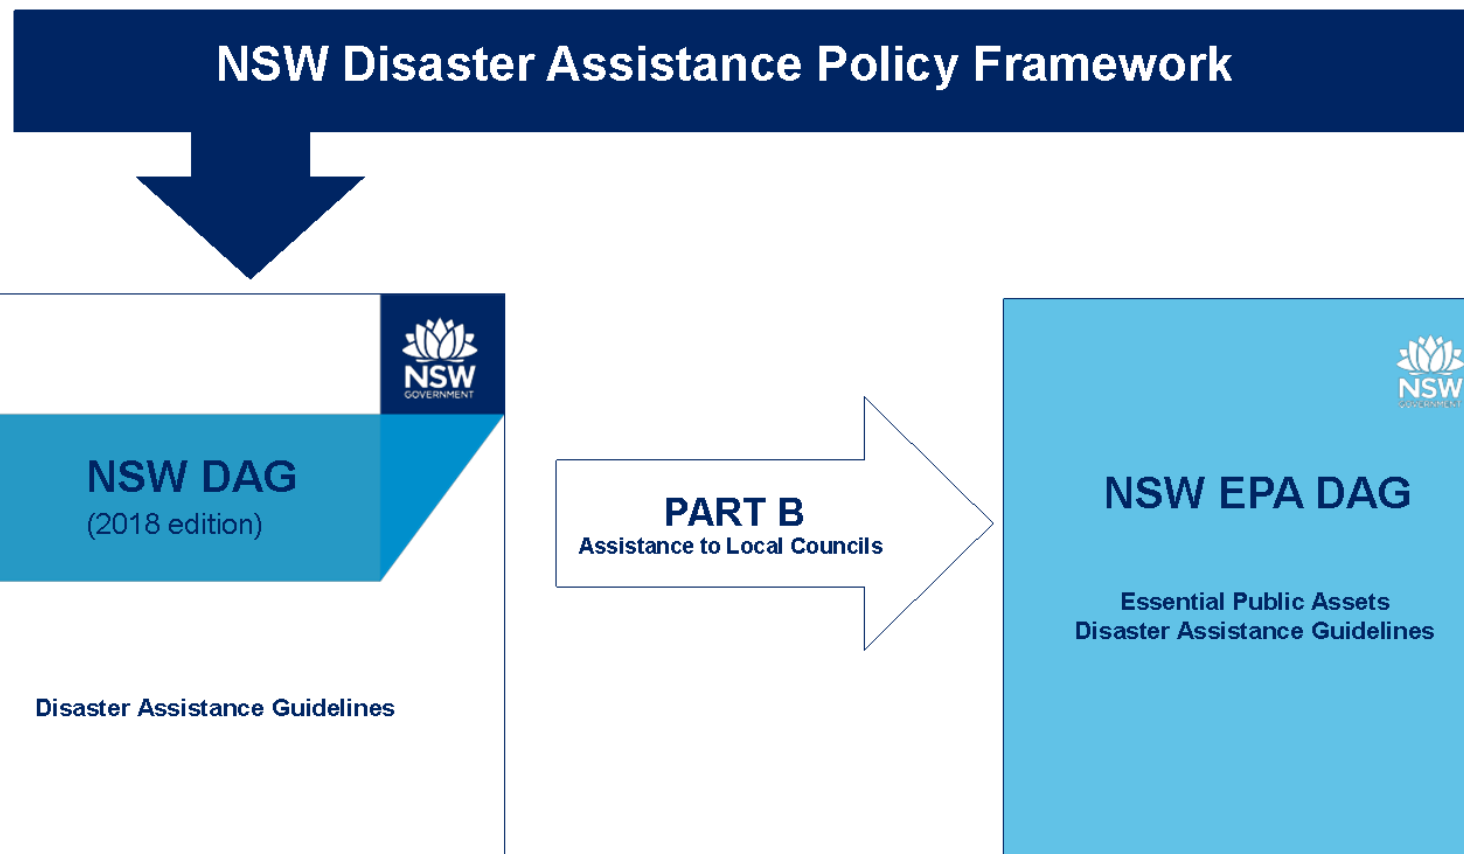 NSW Disaster Assistance Policy Framework
NSW
GOVERNMENT
NSW DAG
(2018 edition)
Disaster Assistance Guidelines
PART B
Assistance to Local Councils
NSW
GOVERNMENT
NSW EPA DAG
Essential Public Assets
Disaster Assistance Guidelines